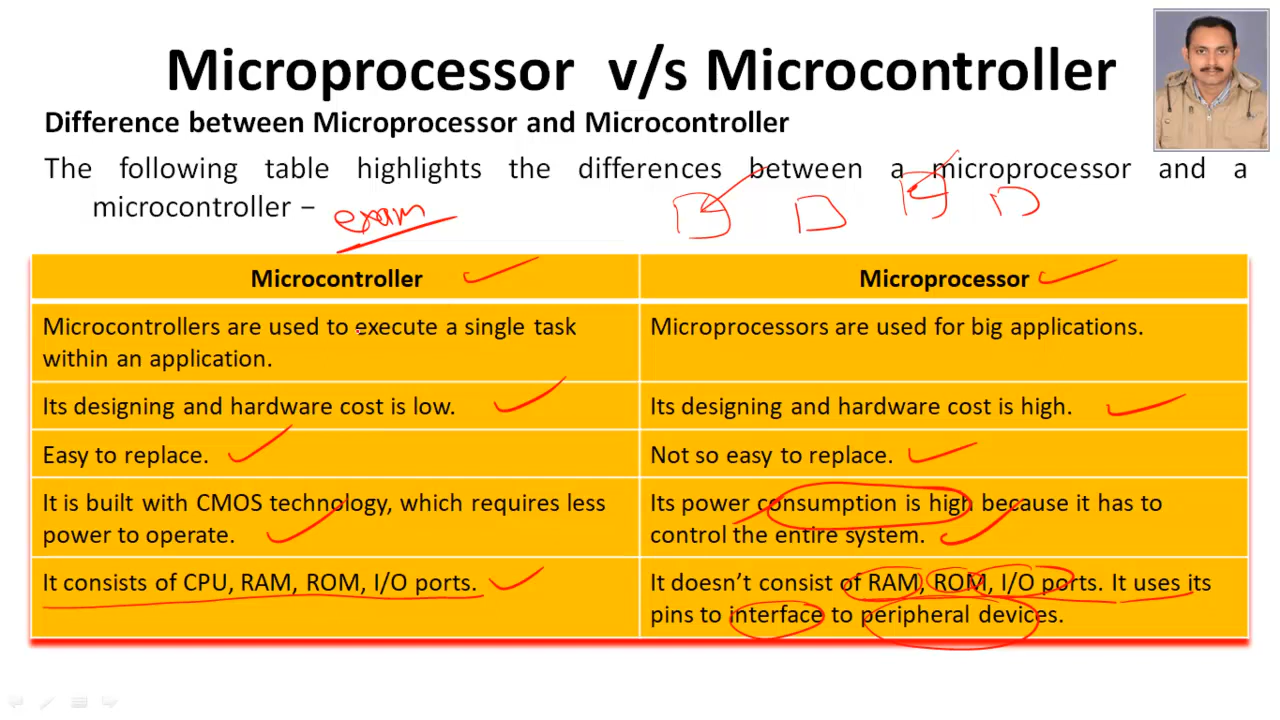 Microprocessor v/s Microcontroller
Difference between Microprocessor and Microcontroller
The following table highlights the differences between a microprocessor and a
microcontroller –
exam
Microcontroller
Microprocessor
Microcontrollers are used to execute a single task
within an application.
Microprocessors are used for big applications.
Its designing and hardware cost is low.
Its designing and hardware cost is high.
Easy to replace.
Not so easy to replace.
It is built with CMOS technology, which requires less
power to operate.
Its power consumption is high because it has to
control the entire system.
It consists of CPU, RAM, ROM, I/O ports.
It doesn't consist of RAM, ROM, I/O ports. It uses its
pins to interface to peripheral devices.